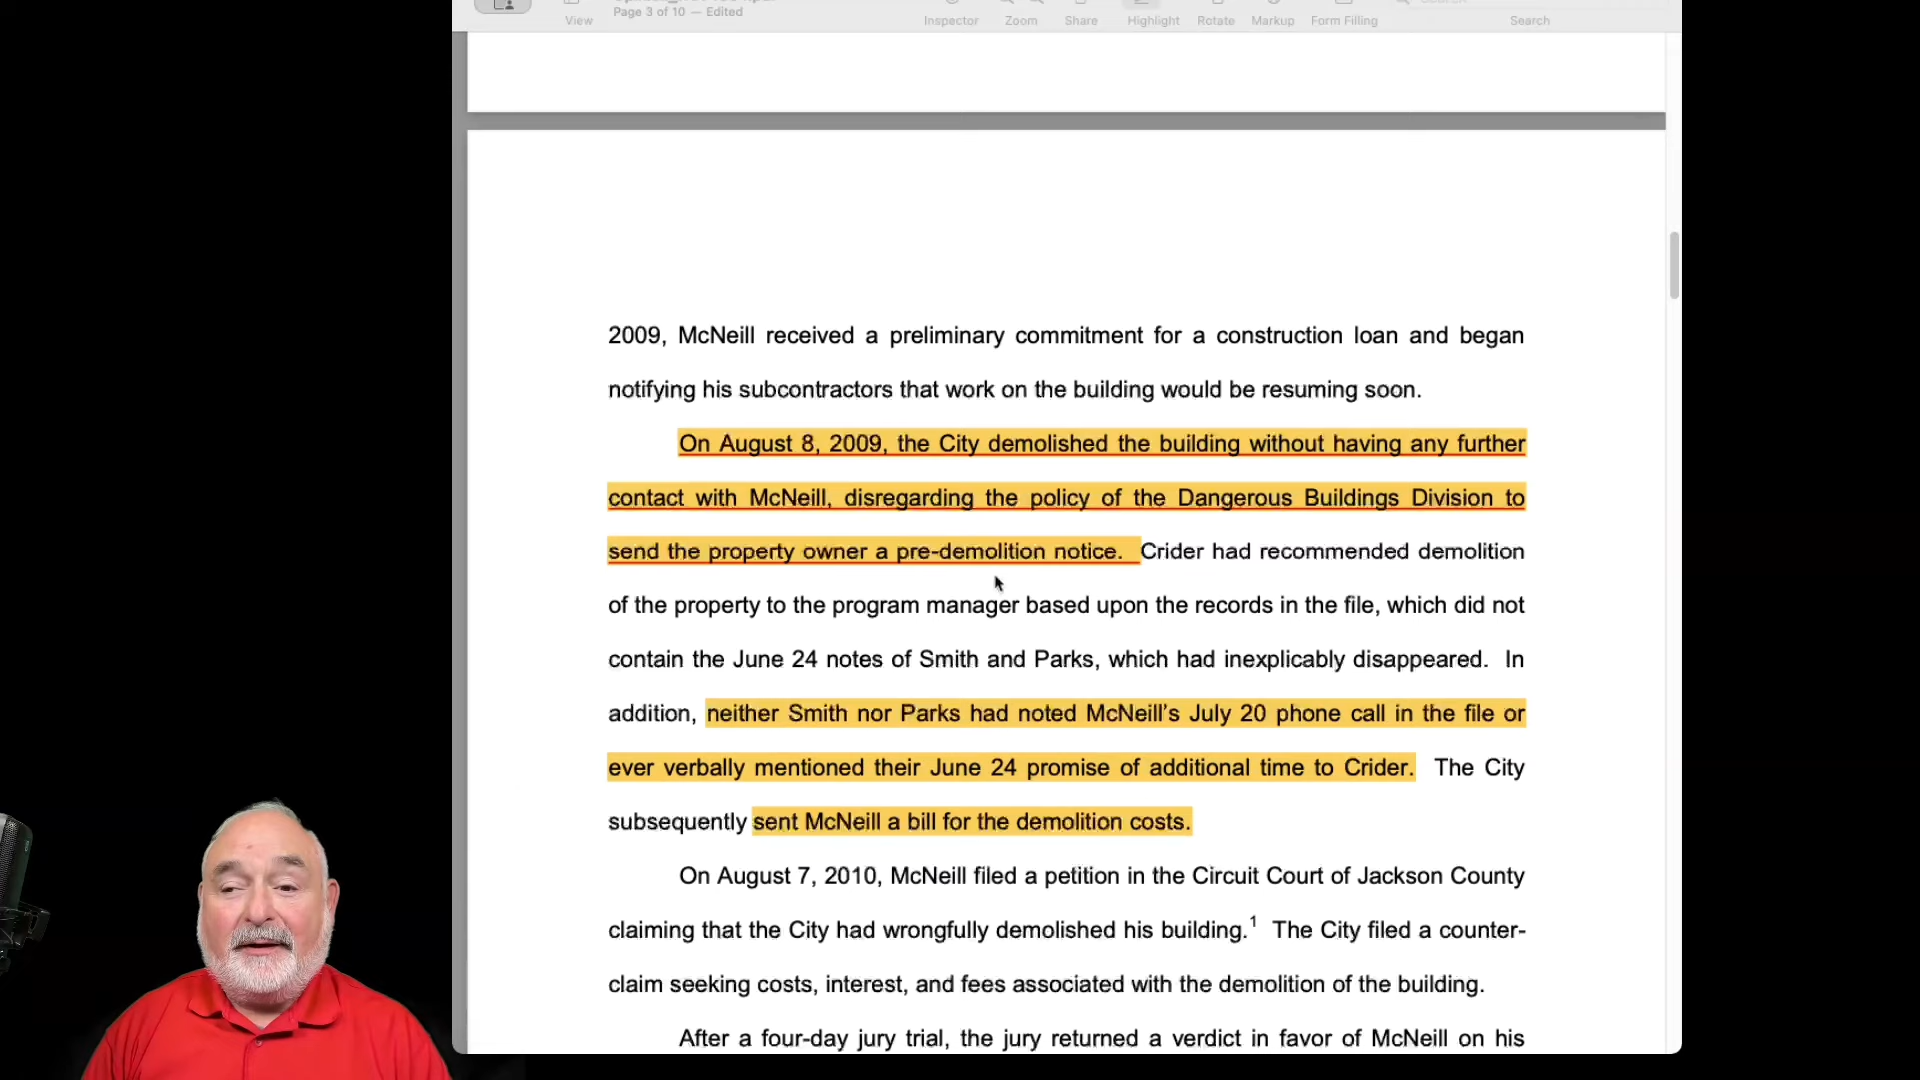 Page 3 of 10 — Edited
View
Inspector
Zoom
Share
Highlight
Rotate
Markup
Form Filling
Search
2009, McNeill received a preliminary commitment for a construction loan and began
notifying his subcontractors that work on the building would be resuming soon.
On August 8, 2009, the City demolished the building without having any further
contact with McNeill, disregarding the policy of the Dangerous Buildings Division to
send the property owner a pre-demolition notice. Crider had recommended demolition
of the property to the program manager based upon the records in the file, which did not
contain the June 24 notes of Smith and Parks, which had inexplicably disappeared. In
addition, neither Smith nor Parks had noted McNeill's July 20 phone call in the file or
ever verbally mentioned their June 24 promise of additional time to Crider. The City
subsequently sent McNeill a bill for the demolition costs.
On August 7, 2010, McNeill filed a petition in the Circuit Court of Jackson County
claiming that the City had wrongfully demolished his building.1 The City filed a counter-
claim seeking costs, interest, and fees associated with the demolition of the building.
After a four-day jury trial, the jury returned a verdict in favor of McNeill on his